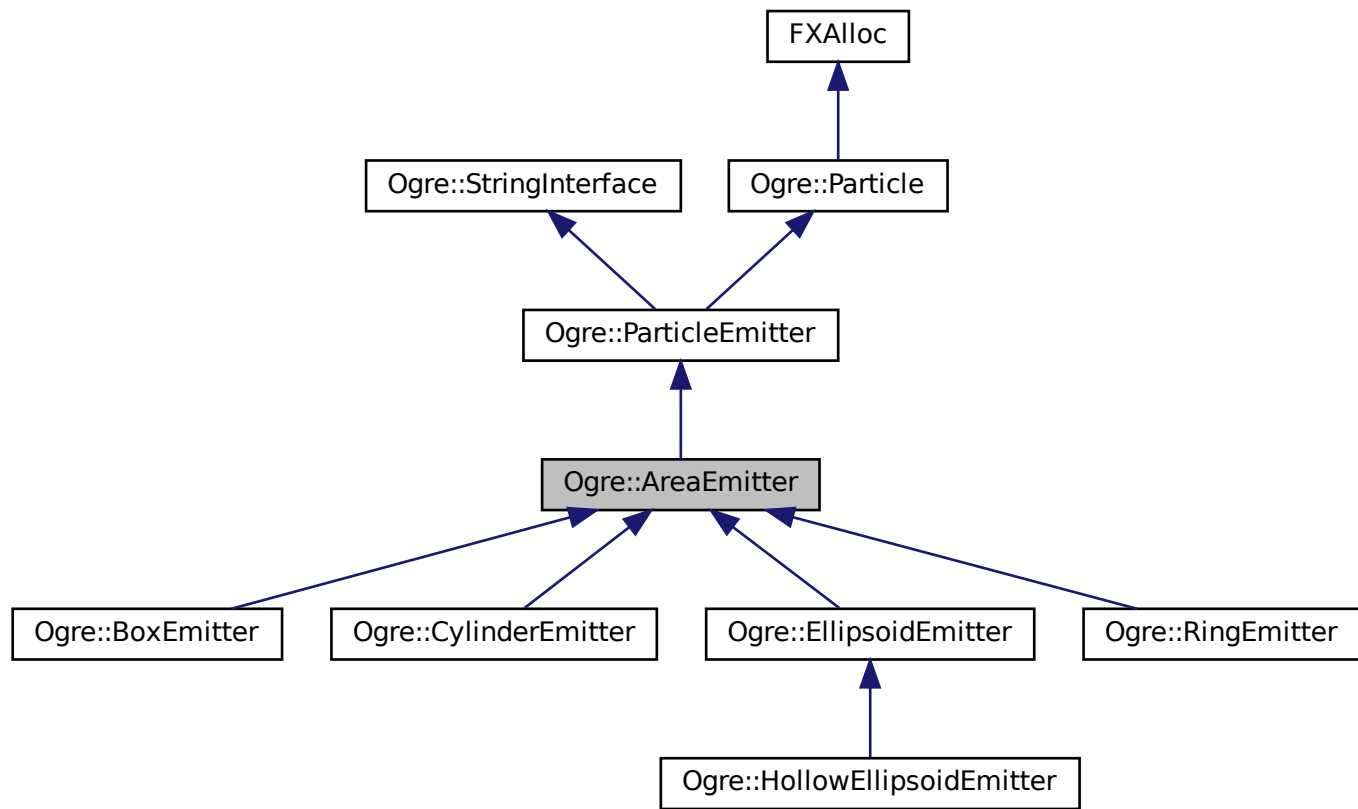 FXAlloc
Ogre::StringInterface
Ogre::Particle
Ogre::ParticleEmitter
Ogre::AreaEmitter
Ogre::BoxEmitter
Ogre::CylinderEmitter
Ogre::EllipsoidEmitter
Ogre::RingEmitter
Ogre::HollowEllipsoidEmitter